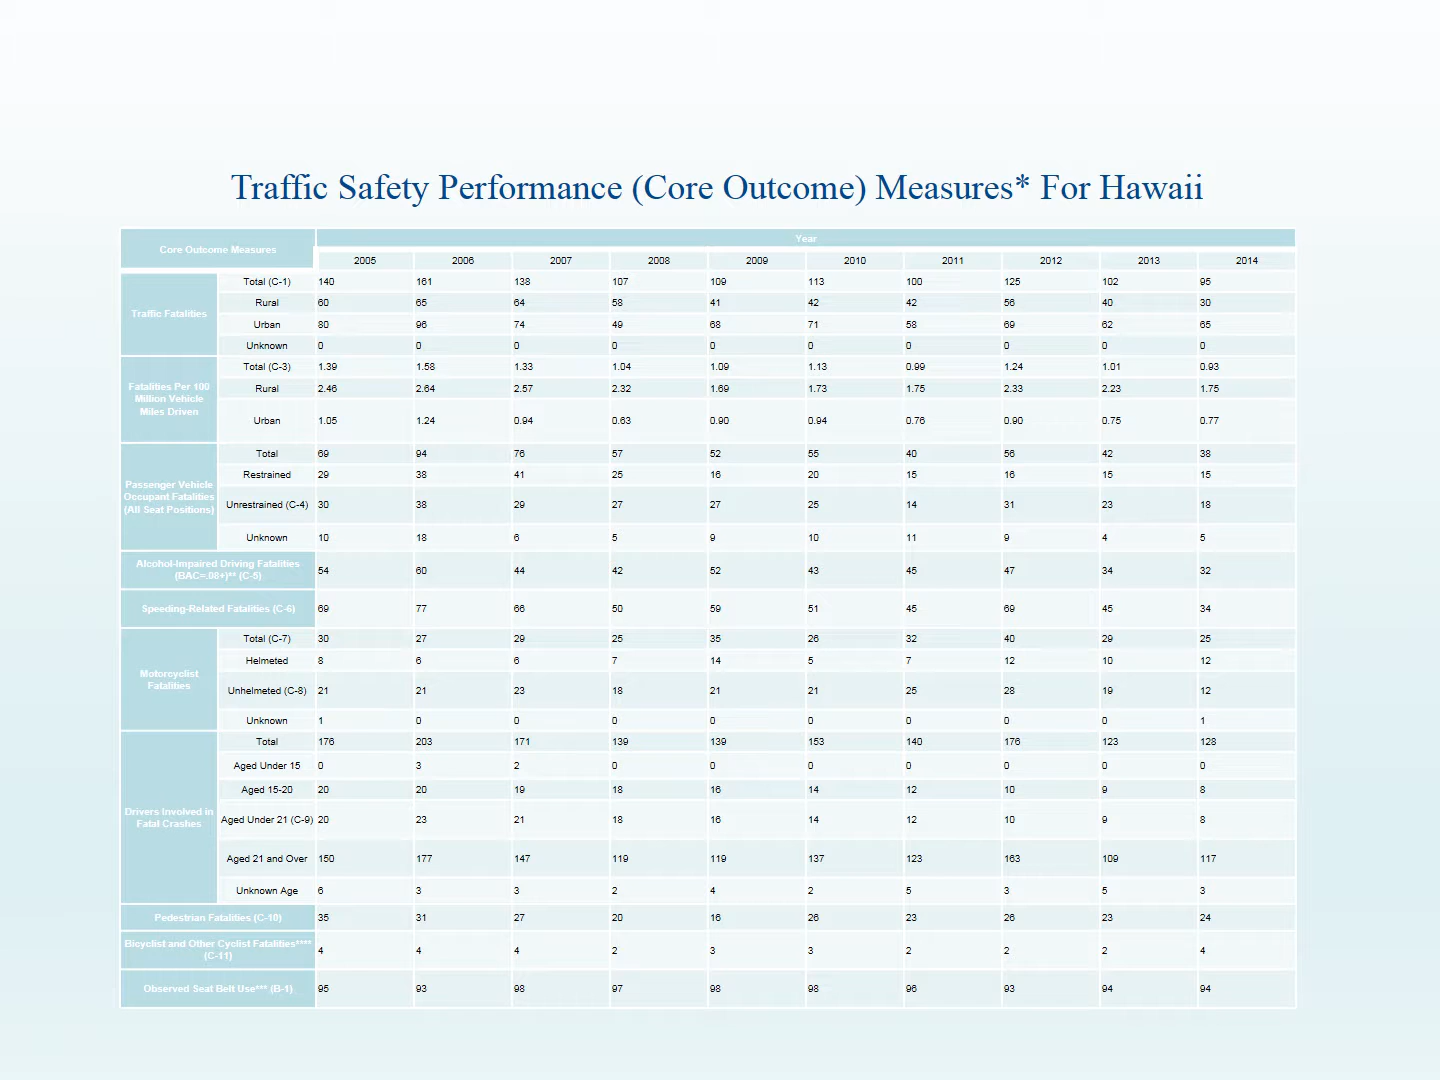 Traffic Safety Performance (Core Outcome) Measures* For Hawaii
Core Outcome Measures Year
2005 2006 2007 2008 2009 2010 2011 2012 2013 2014
Traffic Fatalities
Total (C-1) 140 161 138 107 109 113 100 125 102 95
Rural 60 65 64 58 41 42 42 56 40 30
Urban 80 96 74 49 68 71 58 69 62 65
Unknown 0 0 0 0 0 0 0 0 0 0
Fatalities Per 100
Million Vehicle
Miles Driven
Total (C-3) 1.39 1.58 1.33 1.04 1.09 1.13 0.99 1.24 1.01 0.93
Rural 2.46 2.64 2.57 2.32 1.69 1.73 1.75 2.33 2.23 1.75
Urban 1.05 1.24 0.94 0.63 0.90 0.94 0.76 0.90 0.75 0.77
Passenger Vehicle
Occupant Fatalities
(All Seat Positions)
Total 69 94 76 57 52 55 40 56 42 38
Restrained 29 38 41 25 16 20 15 16 15 15
Unrestrained (C-4) 30 38 29 27 27 25 14 31 23 18
Unknown 10 18 6 5 9 10 11 9 4 5
Alcohol-Impaired Driving Fatalities
(BAC=.08+)** (C-5)
54 60 44 42 52 43 45 47 34 32
Speeding-Related Fatalities (C-6) 69 77 66 50 59 51 45 69 45 34
Motorcyclist
Fatalities
Total (C-7) 30 27 29 25 35 26 32 40 29 25
Helmeted 8 6 6 7 14 5 7 12 10 12
Unhelmeted (C-8) 21 21 23 18 21 21 25 28 19 12
Unknown 1 0 0 0 0 0 0 0 0 1
Drivers Involved in
Fatal Crashes
Total 176 203 171 139 139 153 140 176 123 128
Aged Under 15 0 3 2 0 0 0 0 0 0 0
Aged 15-20 20 20 19 18 16 14 12 10 9 8
Aged Under 21 (C-9) 20 23 21 18 16 14 12 10 9 8
Aged 21 and Over 150 177 147 119 119 137 123 163 109 117
Unknown Age 6 3 3 2 4 2 5 3 5 3
Pedestrian Fatalities (C-10) 35 31 27 20 16 26 23 26 23 24
Bicyclist and Other Cyclist Fatalities****
(C-11)
4 4 4 2 3 3 2 2 2 4
Observed Seat Belt Use*** (B-1) 95 93 98 97 98 98 96 93 94 94